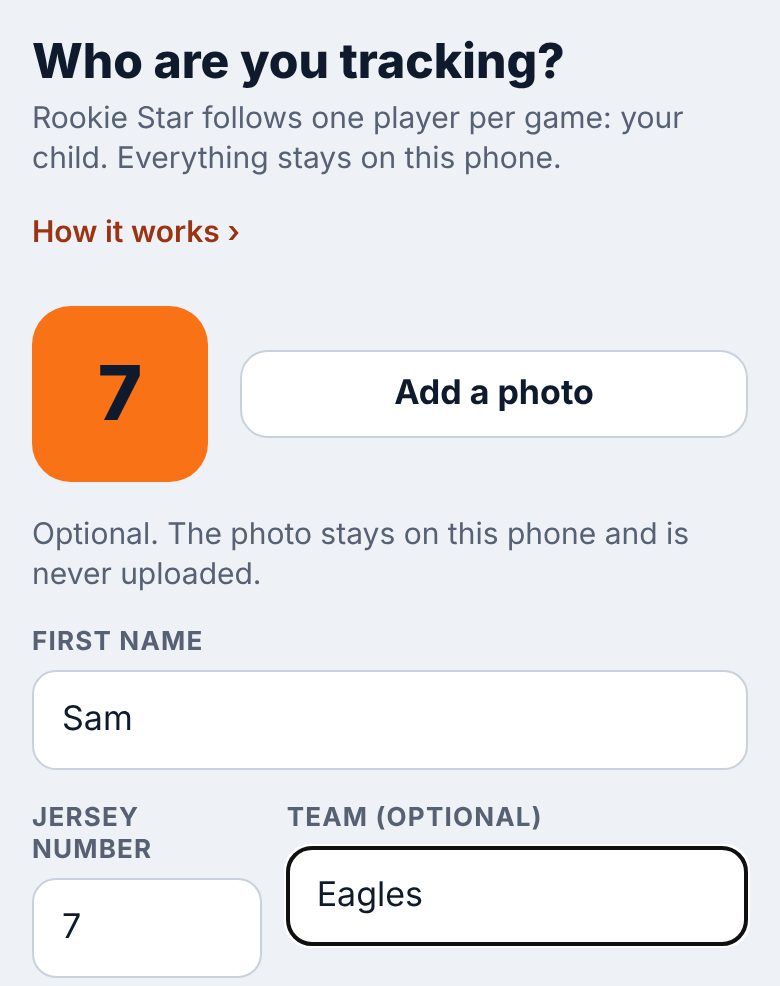 Who are you tracking?
Rookie Star follows one player per game: your
child. Everything stays on this phone.
How it works ›
7
Add a photo
Optional. The photo stays on this phone and is
never uploaded.
FIRST NAME
Sam
JERSEY
NUMBER
7
TEAM (OPTIONAL)
Eagles